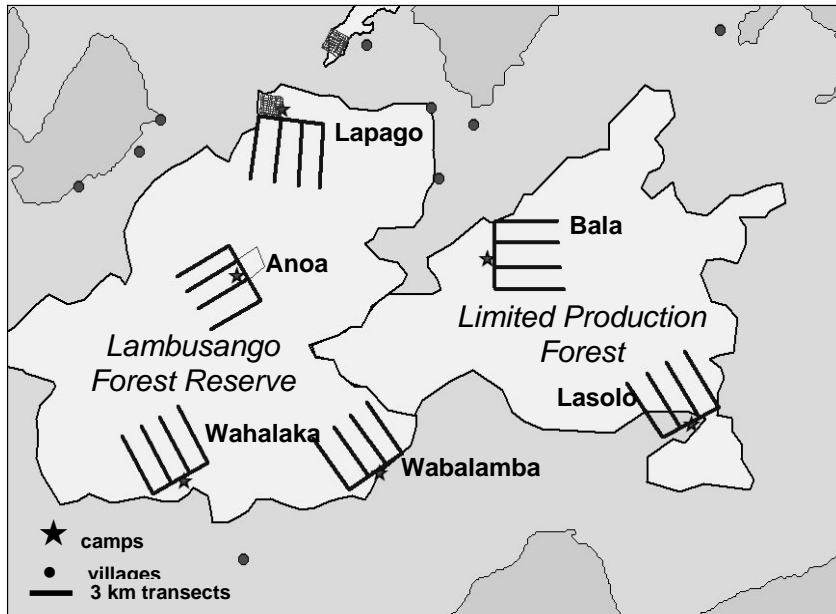 Lapago
Bala
Anoa
Limited Production
Forest
Lambusango
Forest Reserve
Lasolo
Wahalaka
Wabalamba
camps
villages
3 km transects